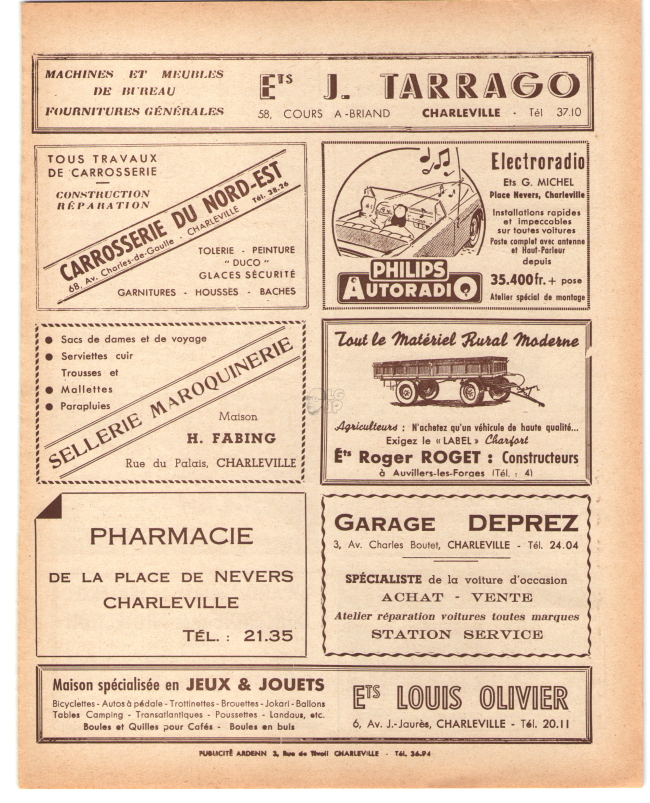 MACHINES ET MEUBLES
DE BUREAU
FOURNITURES GÉNÉRALES
Ets J. TARRAGO
58, COURS A-BRIAND CHARLEVILLE - Tél 37.10
TOUS TRAVAUX
DE CARROSSERIE
CONSTRUCTION
RÉPARATION
CARROSSERIE DU NORD-EST
68, Av. Charles-de-Gaulle - CHARLEVILLE Tél. 38-26
TOLERIE - PEINTURE
"DUCO"
GLACES SÉCURITÉ
GARNITURES - HOUSSES - BACHES
Electroradio
Ets G. MICHEL
Place Nevers, Charleville
Installations rapides
et impeccables
sur toutes voitures
Poste complet avec antenne
et Haut-Parleur
depuis
35.400 fr. + pose
Atelier spécial de montage
PHILIPS
AUTORADIO
Sacs de dames et de voyage
Serviettes cuir
Trousses et
Mallettes
Parapluies
SELLERIE MAROQUINERIE
Maison
H. FABING
Rue du Palais, CHARLEVILLE
Tout le Matériel Rural Moderne
Agriculteurs : N'achetez qu'un véhicule de haute qualité...
Exigez le «LABEL» Charfort
Ets Roger ROGET : Constructeurs
à Auvillers-les-Forges (Tél. : 4)
PHARMACIE
DE LA PLACE DE NEVERS
CHARLEVILLE
TÉL. : 21.35
GARAGE DEPREZ
3, Av. Charles Boutet, CHARLEVILLE - Tél. 24.04
SPÉCIALISTE de la voiture d'occasion
ACHAT - VENTE
Atelier réparation voitures toutes marques
STATION SERVICE
Maison spécialisée en JEUX & JOUETS
Bicyclettes - Autos à pédale - Trottinettes - Brouettes - Jokari - Ballons
Tables Camping - Transatlantiques - Poussettes - Landaus, etc.
Boules et Quilles pour Cafés - Boules en buis
Ets LOUIS OLIVIER
6, Av. J.-Jaurès, CHARLEVILLE - Tél. 20.11
PUBLICITÉ ARDENN 3, Rue de Tivoli CHARLEVILLE - Tél. 36.94